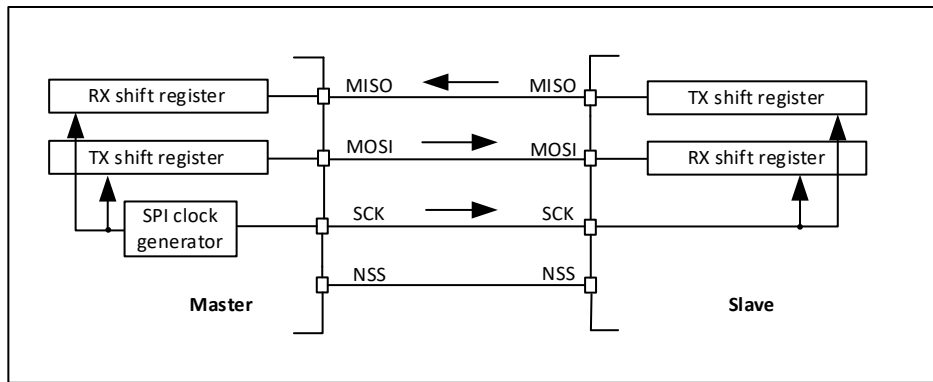 RX shift register MISO MISO TX shift register
TX shift register MOSI MOSI RX shift register
SPI clock
generator
SCK SCK
NSS NSS
Master Slave